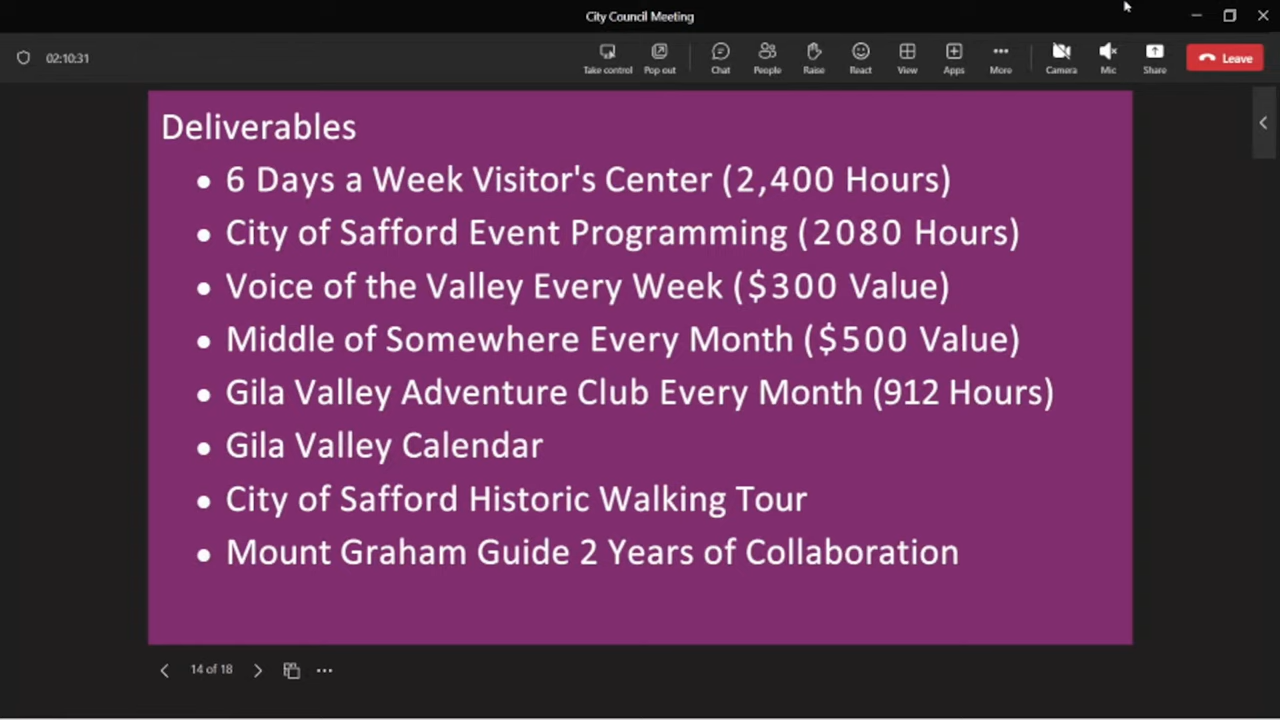 City Council Meeting
02:10:31
Take control Pop out Chat People Raise React View Apps More Camera Mic Share Leave
Deliverables
• 6 Days a Week Visitor's Center (2,400 Hours)
• City of Safford Event Programming (2080 Hours)
• Voice of the Valley Every Week ($300 Value)
• Middle of Somewhere Every Month ($500 Value)
• Gila Valley Adventure Club Every Month (912 Hours)
• Gila Valley Calendar
• City of Safford Historic Walking Tour
• Mount Graham Guide 2 Years of Collaboration
14 of 18